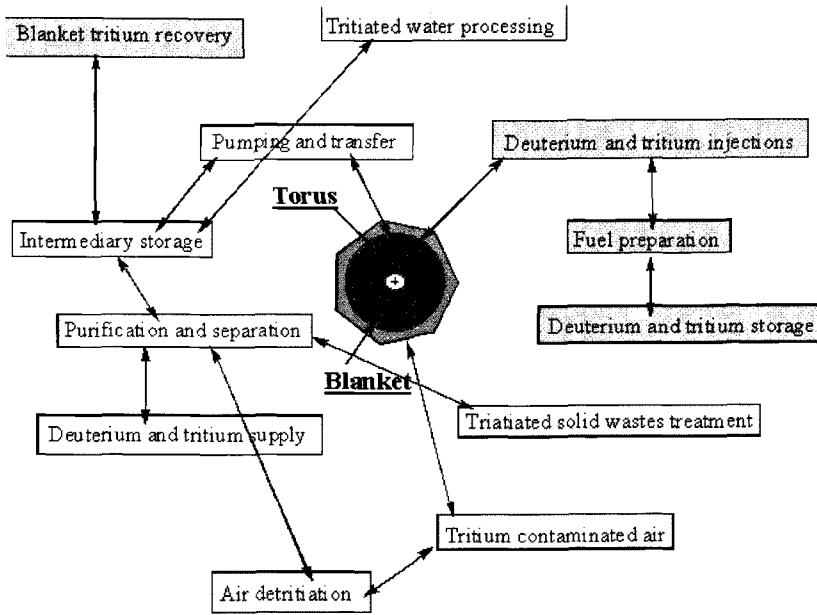 Tritiated water processing
Blanket tritium recovery
Pumping and transfer
Deuterium and tritium injections
Torus
Intermediary storage
Fuel preparation
Purification and separation
Deuterium and tritium storage
Blanket
Triatiated solid wastes treatment
Deuterium and tritium supply
Tritium contaminated air
Air detritiation